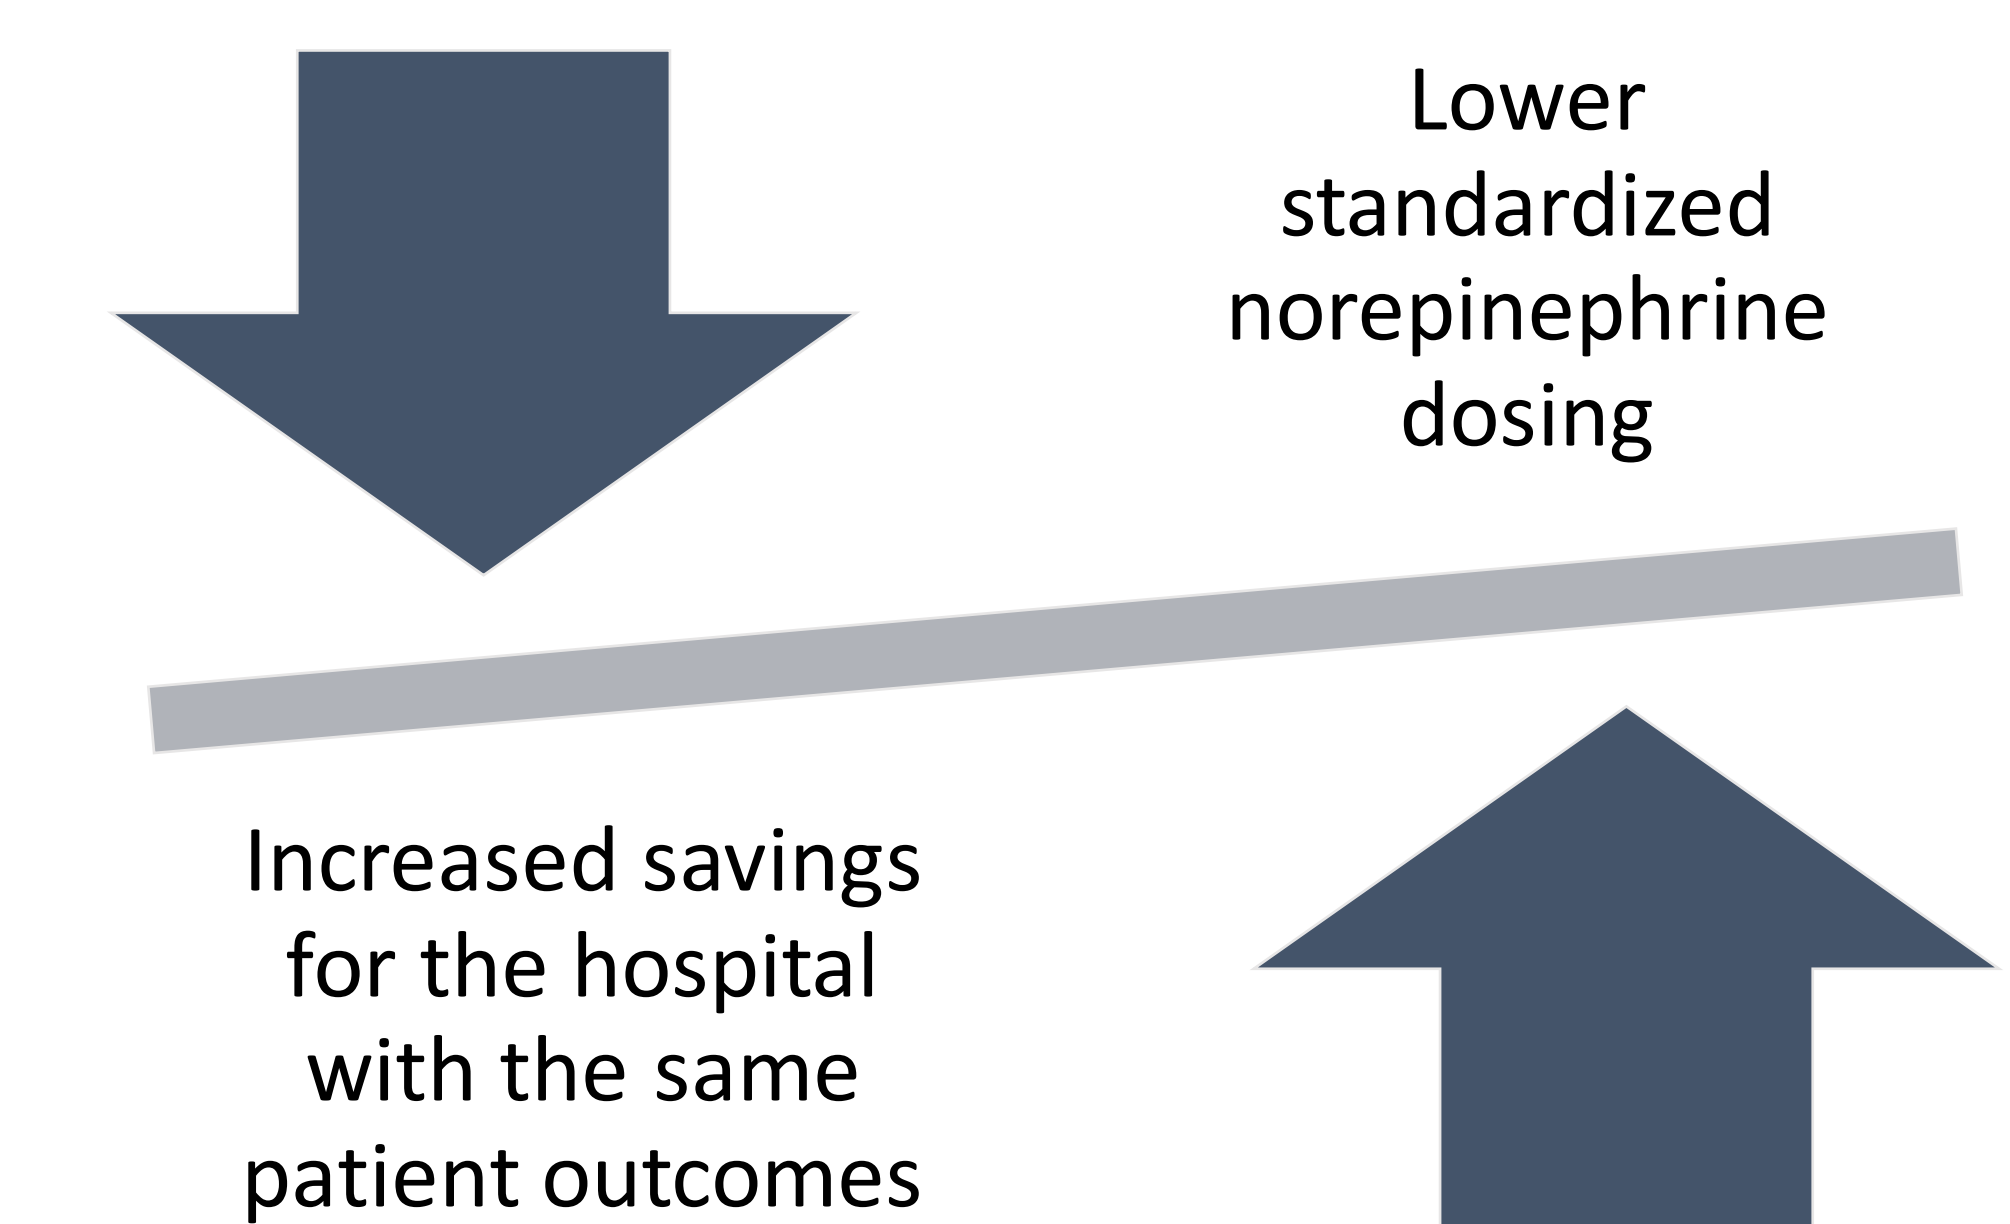 Lower
standardized
norepinephrine
dosing
Increased savings
for the hospital
with the same
patient outcomes